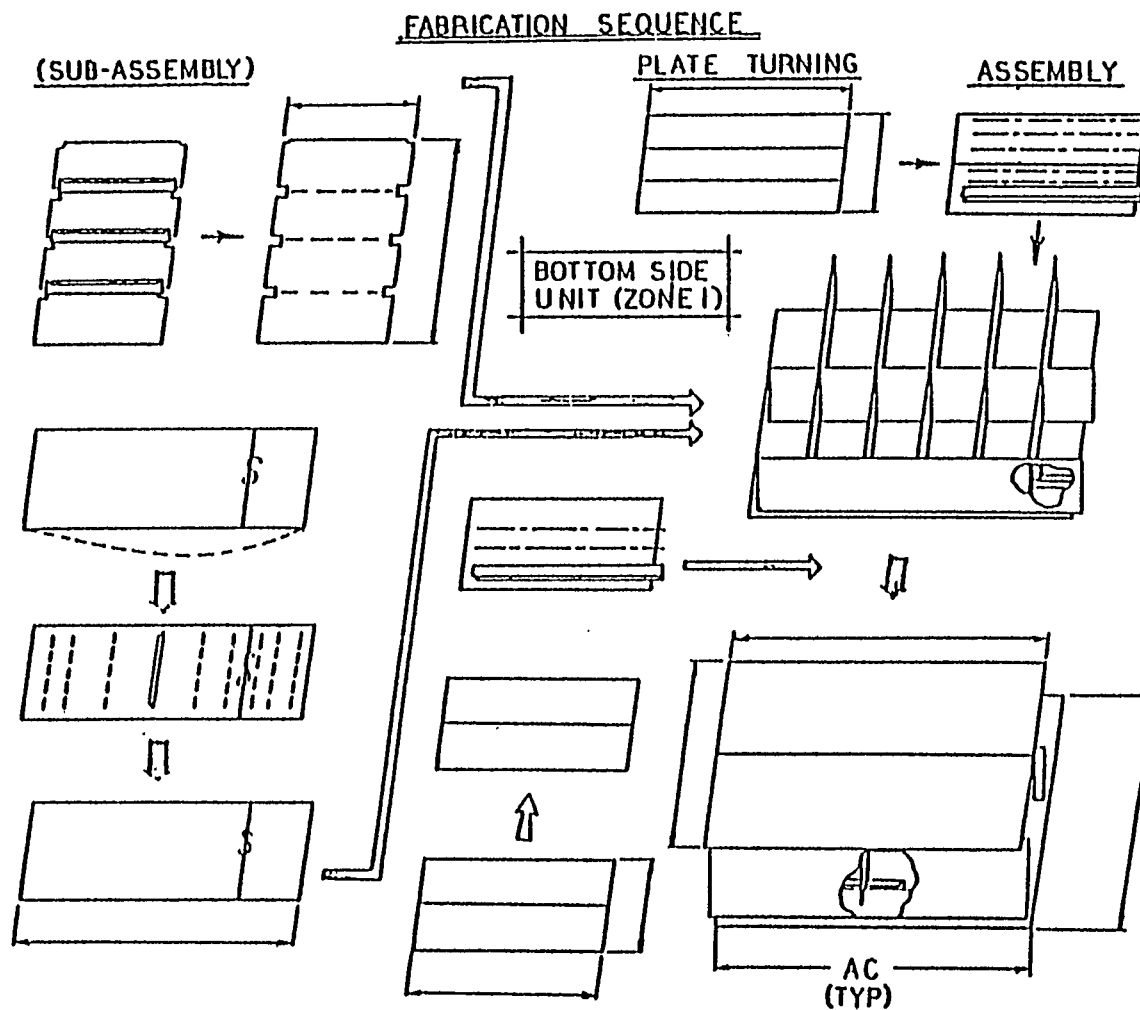 FABRICATION SEQUENCE
(SUB-ASSEMBLY)
PLATE TURNING
ASSEMBLY
BOTTOM SIDE
UNIT (ZONE I)
S
S
S
AC
(TYP)